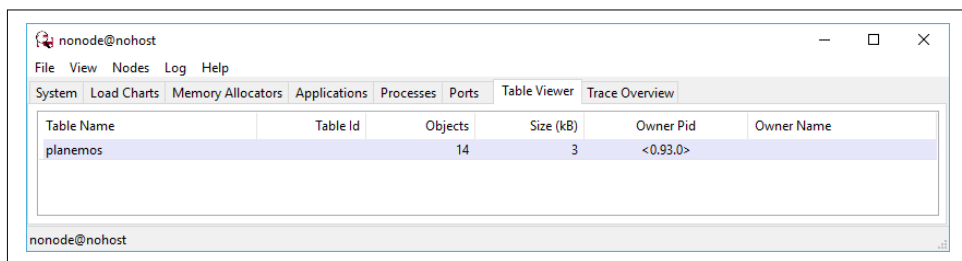 nonode@nohost
File View Nodes Log Help
System Load Charts Memory Allocators Applications Processes Ports Table Viewer Trace Overview
Table Name Table Id Objects Size (kB) Owner Pid Owner Name
planemos 14 3 <0.93.0>
nonode@nohost